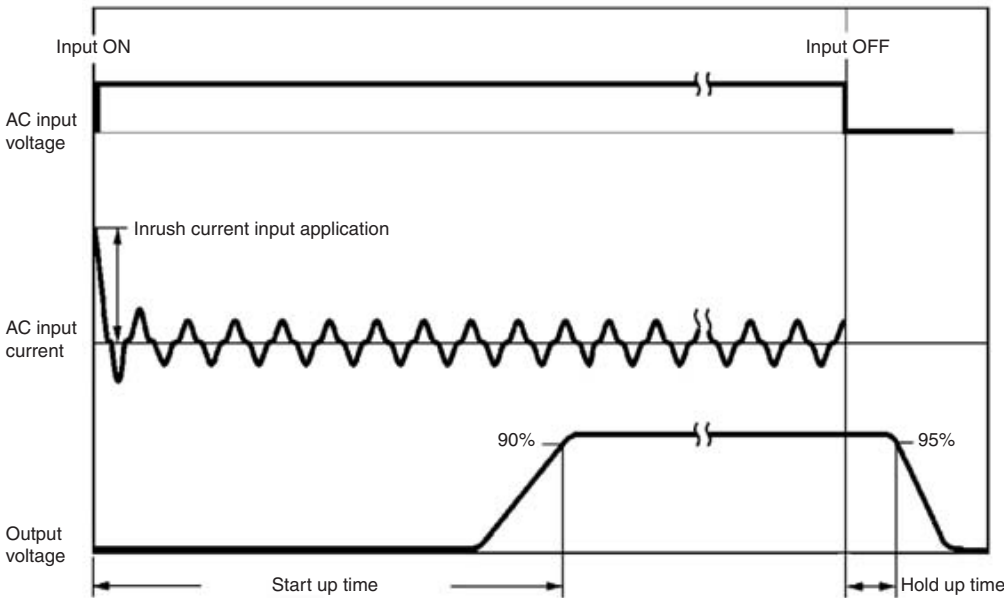 Input ON
Input OFF
AC input
voltage
Inrush current input application
AC input
current
90%
95%
Output
voltage
Start up time
Hold up time